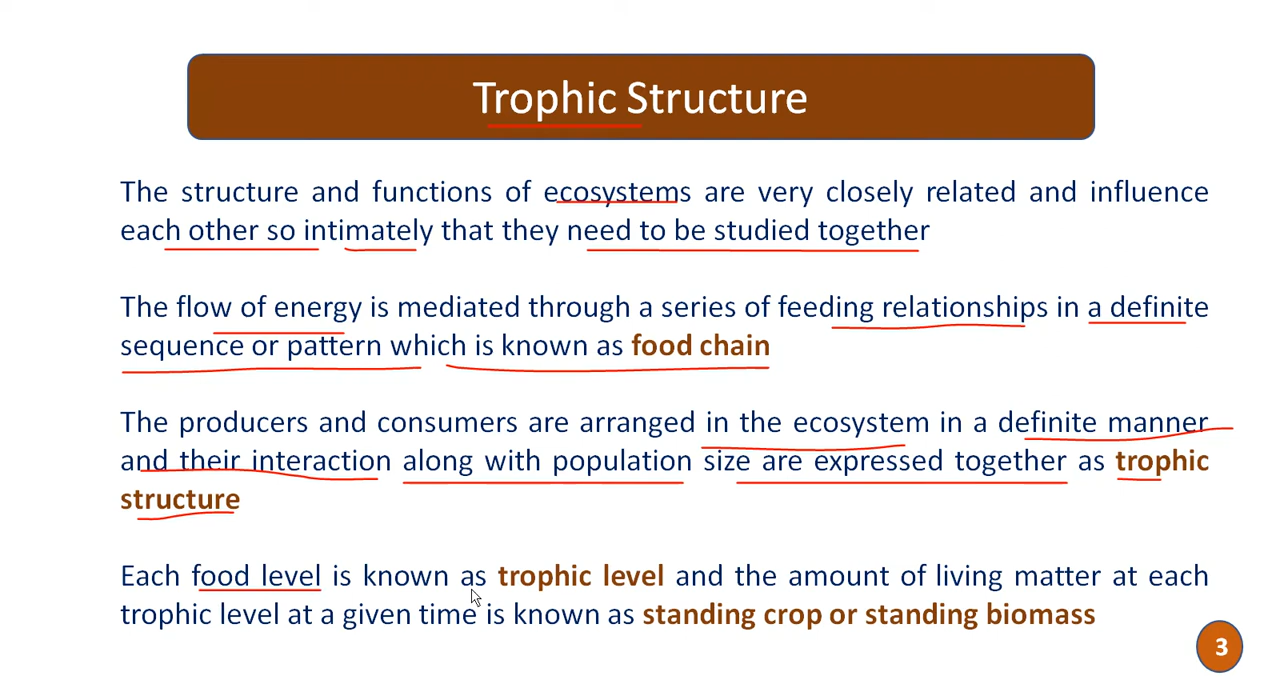 Trophic Structure
The structure and functions of ecosystems are very closely related and influence
each other so intimately that they need to be studied together
The flow of energy is mediated through a series of feeding relationships in a definite
sequence or pattern which is known as food chain
The producers and consumers are arranged in the ecosystem in a definite manner
and their interaction along with population size are expressed together as trophic
structure
Each food level is known as trophic level and the amount of living matter at each
trophic level at a given time is known as standing crop or standing biomass
3